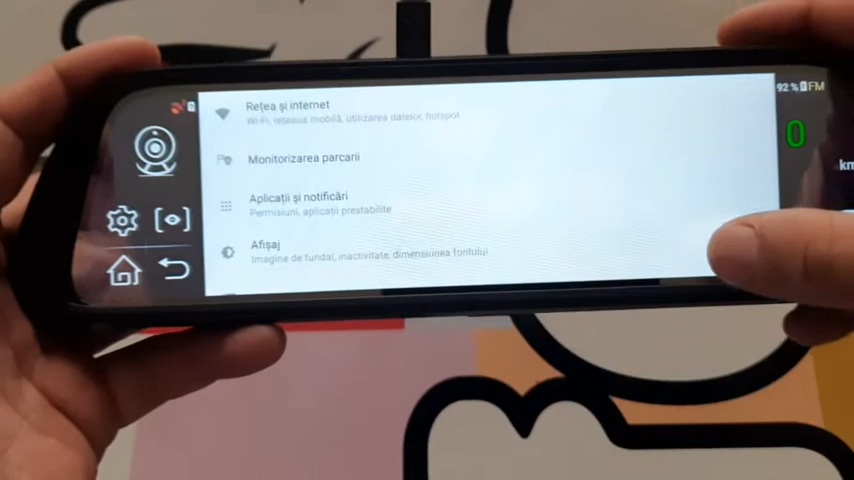 Rețea și internet
Wi-Fi, rețeaua mobilă, utilizarea datelor, hotspot
Monitorizarea parcarii
Aplicații și notificări
Permisiuni, aplicații prestabilite
Afișaj
Imagine de fundal, inactivitate, dimensiunea fontului
92 % FM
0
km